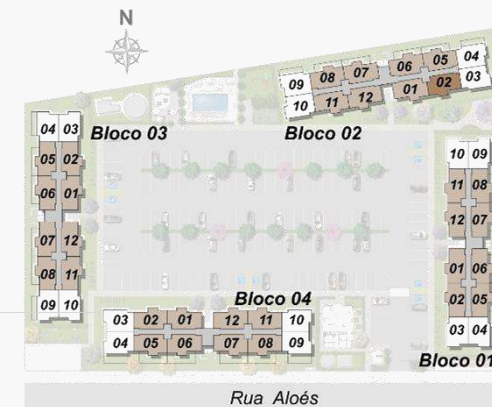 N
04
06 05
09 08 07 03
02
10 11 12 01
Bloco 02
04 03
Bloco 03
05 02
06 01
07 12
08 11
09 10
10 09
11 08
12 07
01 06
02 05
03 04
Bloco 01
Bloco 04
03 02 01 12 11 10
04 05 06 07 08 09
Rua Aloés